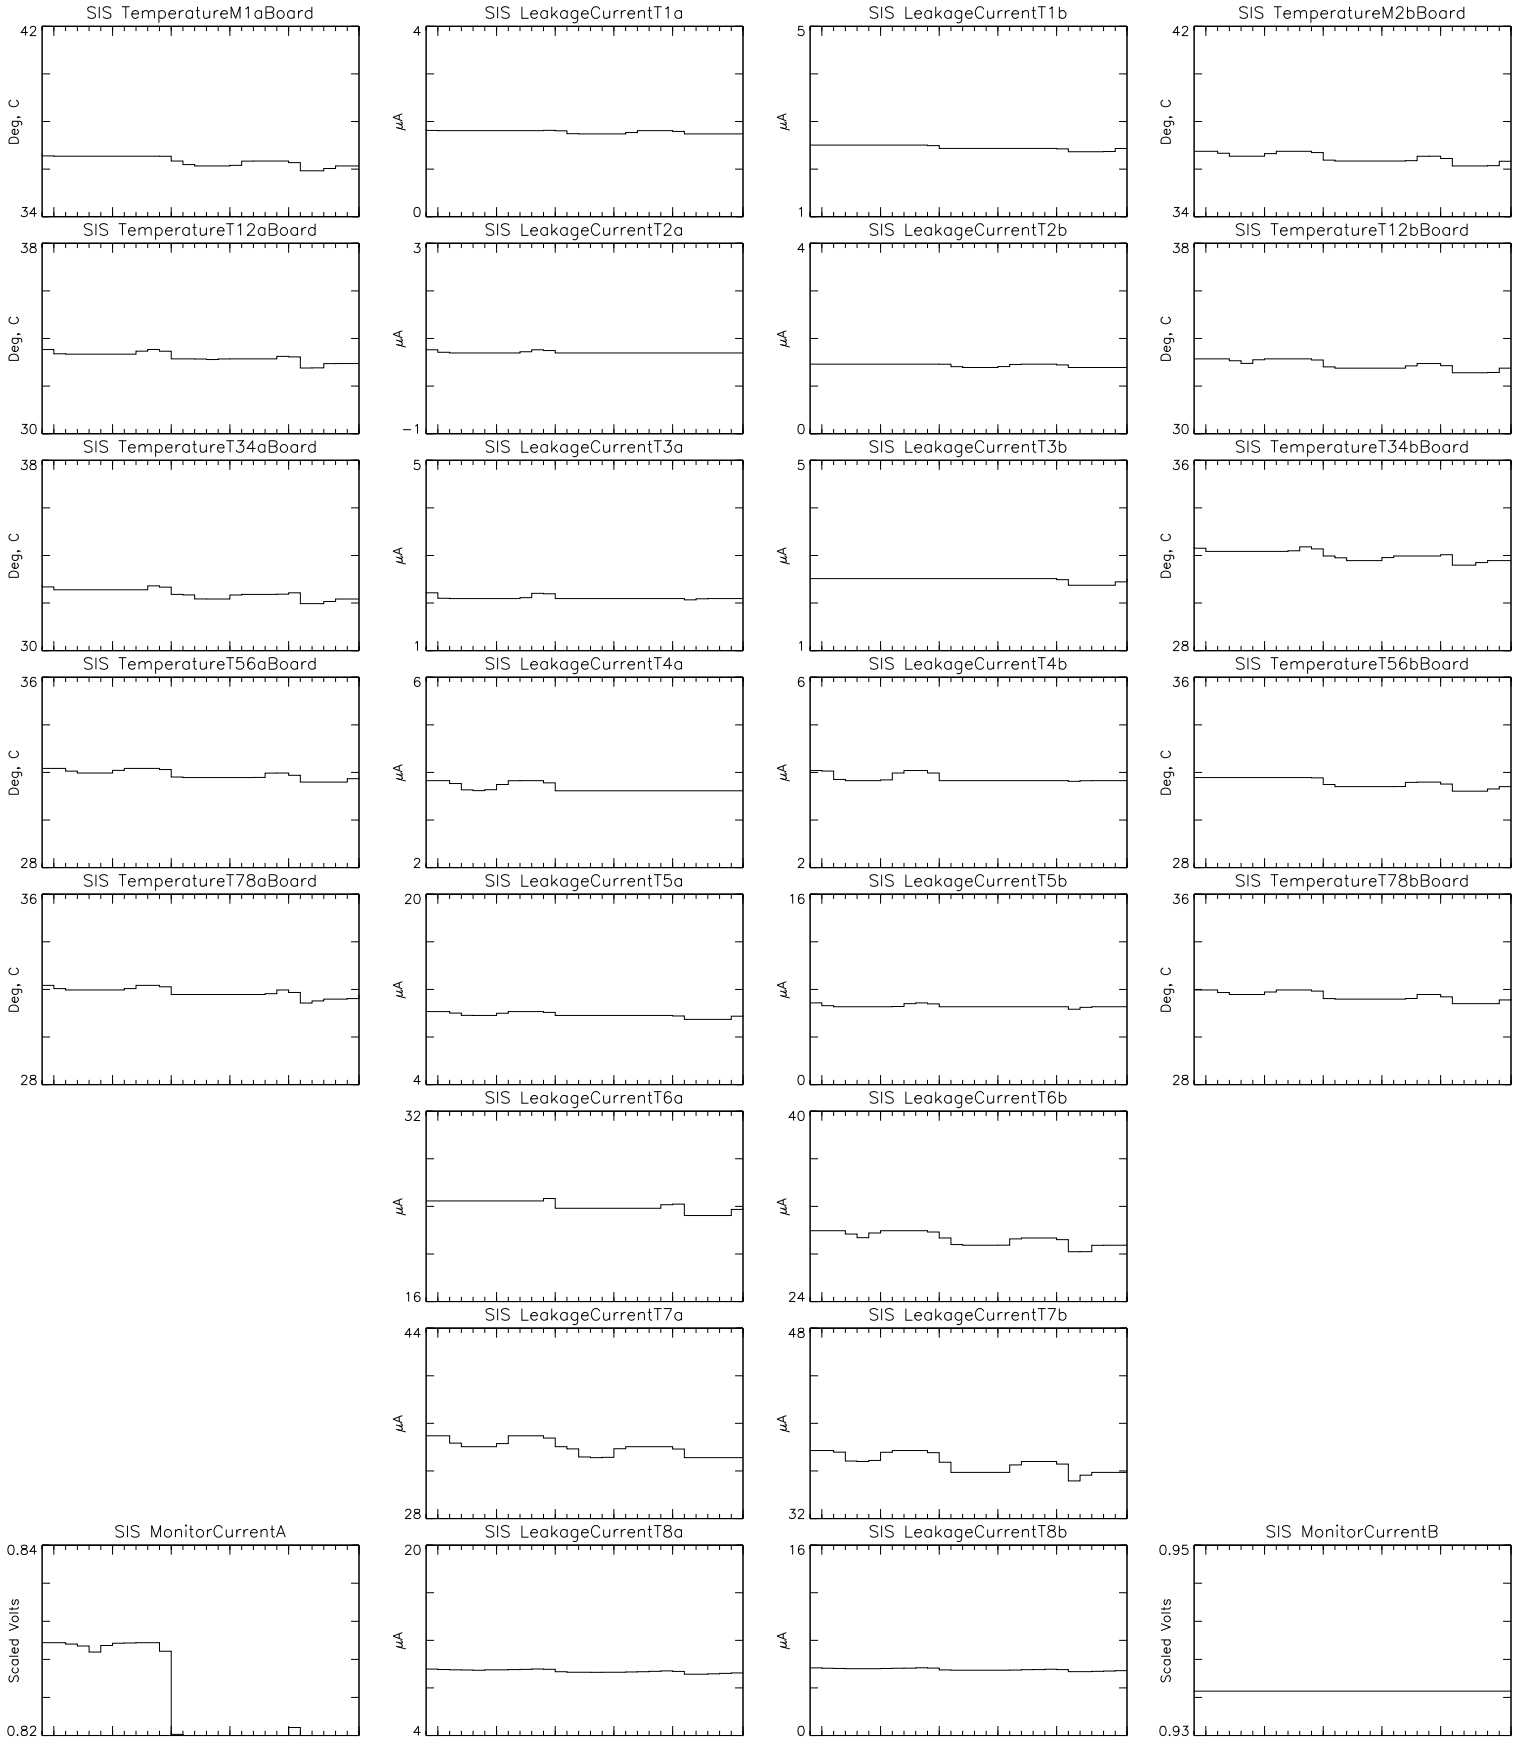 SIS TemperatureM1aBoard
42
Deg, C
34
SIS LeakageCurrentT1a
4
μA
0
SIS LeakageCurrentT1b
5
μA
1
SIS TemperatureM2bBoard
42
Deg, C
34
SIS TemperatureT12aBoard
38
Deg, C
30
SIS LeakageCurrentT2a
3
μA
-1
SIS LeakageCurrentT2b
4
μA
0
SIS TemperatureT12bBoard
38
Deg, C
30
SIS TemperatureT34aBoard
38
Deg, C
30
SIS LeakageCurrentT3a
5
μA
1
SIS LeakageCurrentT3b
5
μA
1
SIS TemperatureT34bBoard
36
Deg, C
28
SIS TemperatureT56aBoard
36
Deg, C
28
SIS LeakageCurrentT4a
6
μA
2
SIS LeakageCurrentT4b
6
μA
2
SIS TemperatureT56bBoard
36
Deg, C
28
SIS TemperatureT78aBoard
36
Deg, C
28
SIS LeakageCurrentT5a
20
μA
4
SIS LeakageCurrentT5b
16
μA
0
SIS TemperatureT78bBoard
36
Deg, C
28
SIS LeakageCurrentT6a
32
μA
16
SIS LeakageCurrentT6b
40
μA
24
SIS LeakageCurrentT7a
44
μA
28
SIS LeakageCurrentT7b
48
μA
32
SIS MonitorCurrentA
0.84
Scaled Volts
0.82
SIS LeakageCurrentT8a
20
μA
4
SIS LeakageCurrentT8b
16
μA
0
SIS MonitorCurrentB
0.95
Scaled Volts
0.93